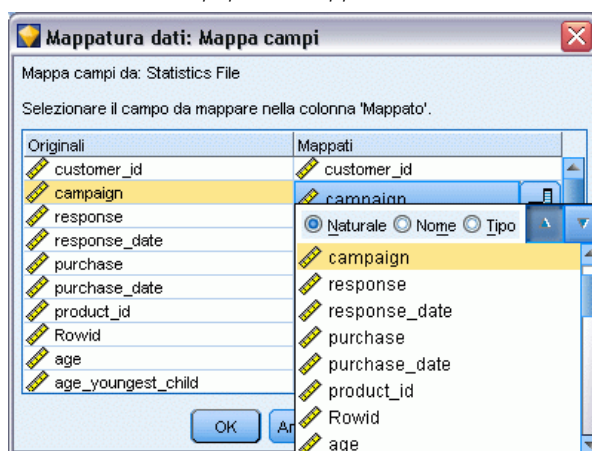 Mappatura dati: Mappa campi
Mappa campi da: Statistics File
Selezionare il campo da mappare nella colonna 'Mappato'.
Originali Mappati
customer_id customer_id
campaign campaign
response
response_date
purchase
purchase_date
product_id
Rowid
age
age_youngest_child
Naturale Nome Tipo
campaign
response
response_date
purchase
purchase_date
product_id
Rowid
age
OK